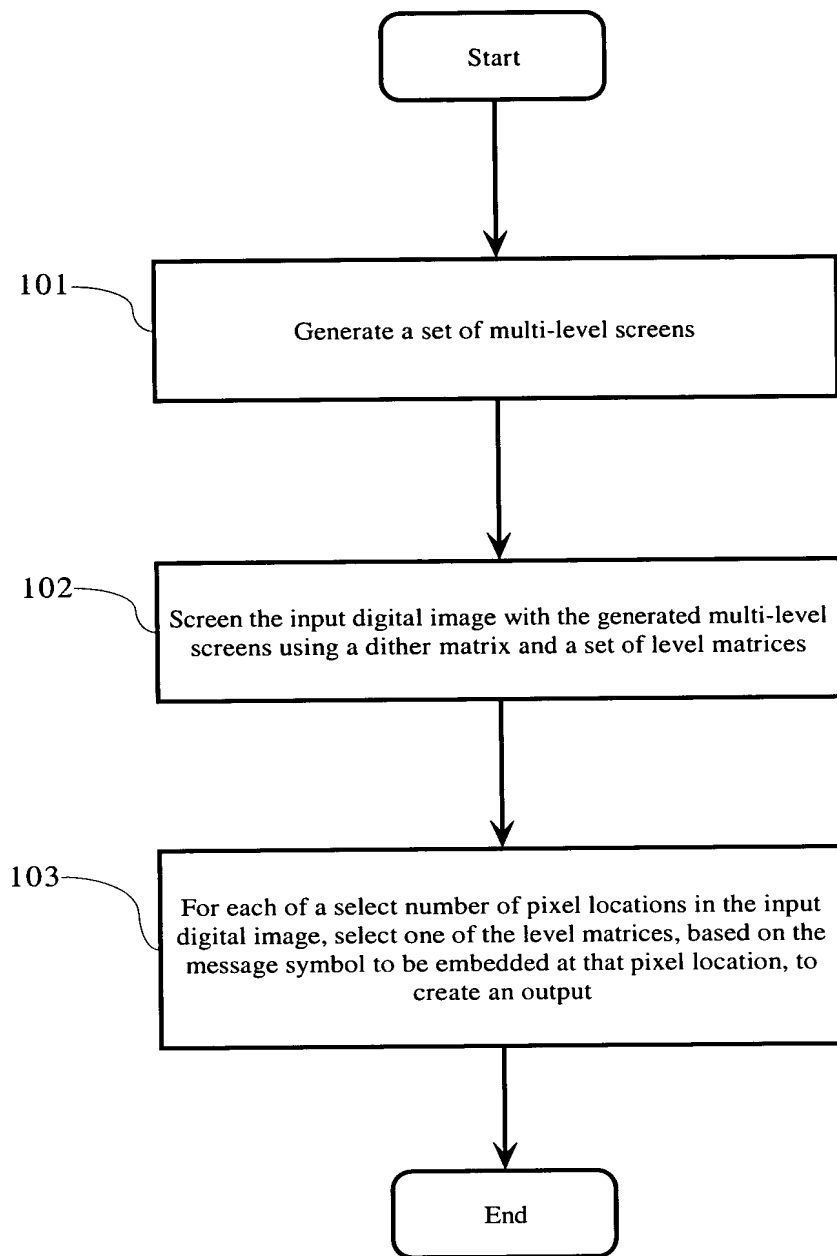 Start
101
Generate a set of multi-level screens
102
Screen the input digital image with the generated multi-level
screens using a dither matrix and a set of level matrices
103
For each of a select number of pixel locations in the input
digital image, select one of the level matrices, based on the
message symbol to be embedded at that pixel location, to
create an output
End